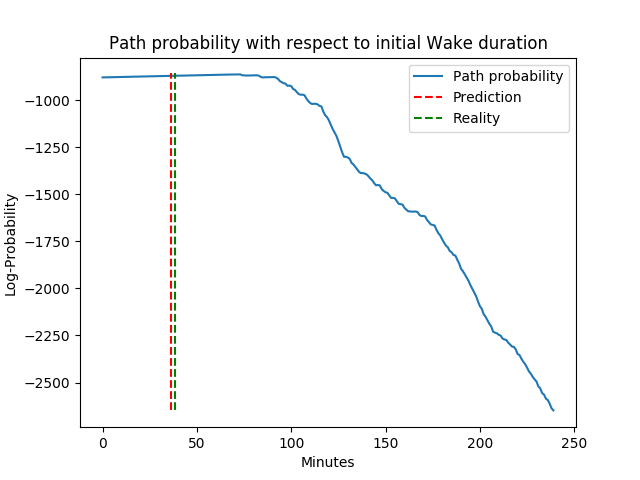 Path probability with respect to initial Wake duration
Path probability
Prediction
Reality
−1000
−1250
−1500
−1750
−2000
−2250
−2500
Log-Probability
0 50 100 150 200 250
Minutes